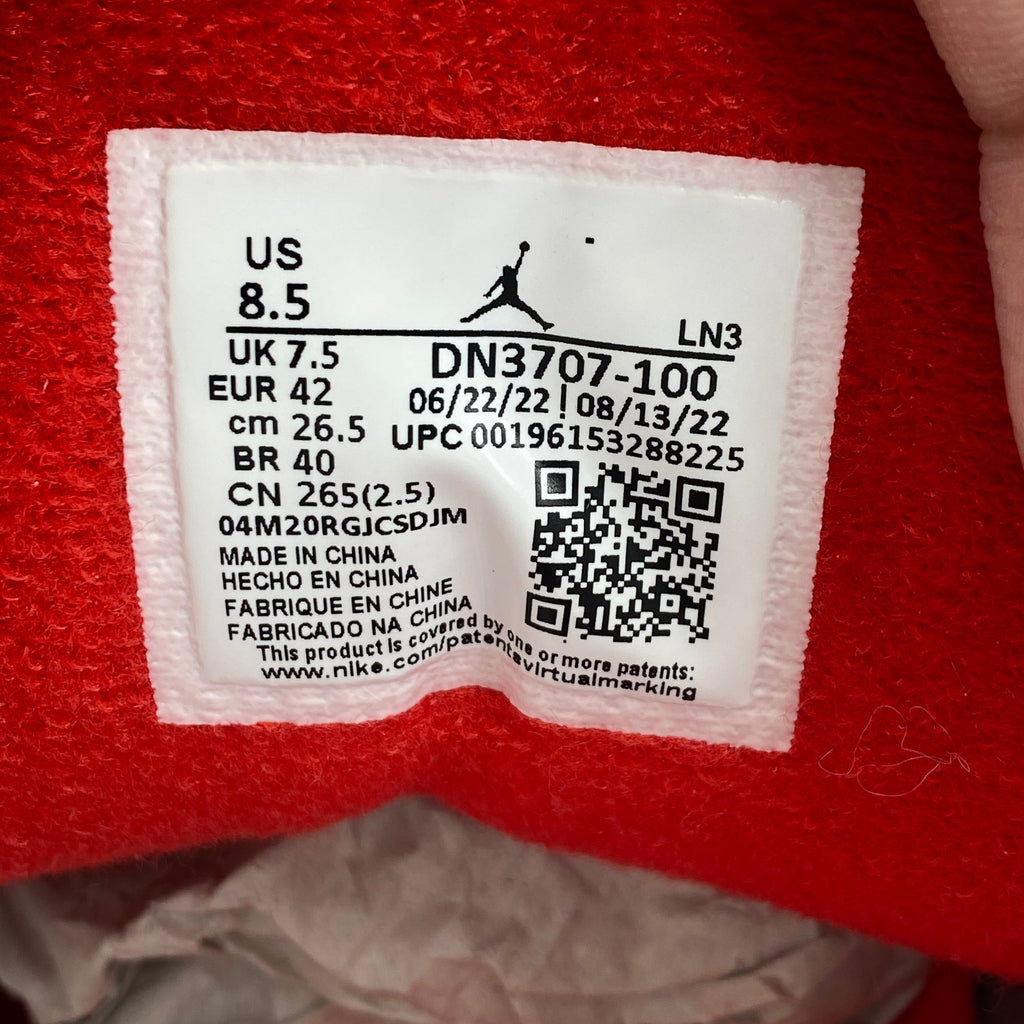 US
8.5
LN3
UK 7.5
DN3707-100
EUR 42
06/22/22 | 08/13/22
cm 26.5
UPC 00196153288225
BR 40
CN 265(2.5)
04M20RGJCSDJM
MADE IN CHINA
HECHO EN CHINA
FABRIQUE EN CHINE
FABRICADO NA CHINA
This product is covered by one or more patents:
www.nike.com/patentsvirtualmarking